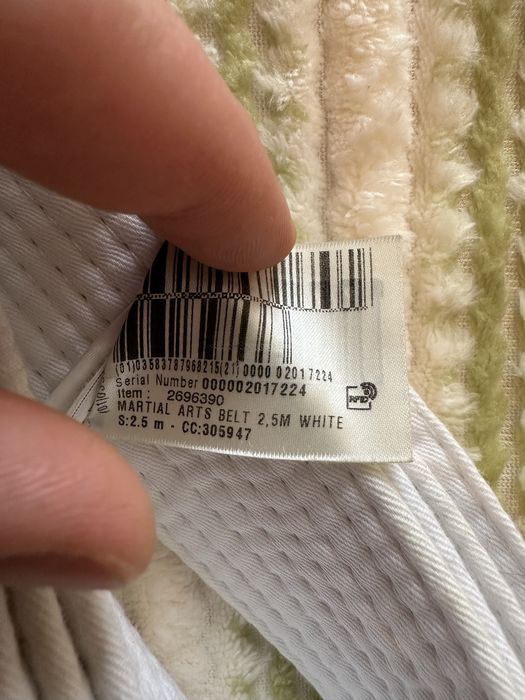 (01)03583787968215(21) 0000 02017224
Serial Number 000002017224
Item : 2696390
RFID
MARTIAL ARTS BELT 2,5M WHITE
S:2.5 m - CC:305947